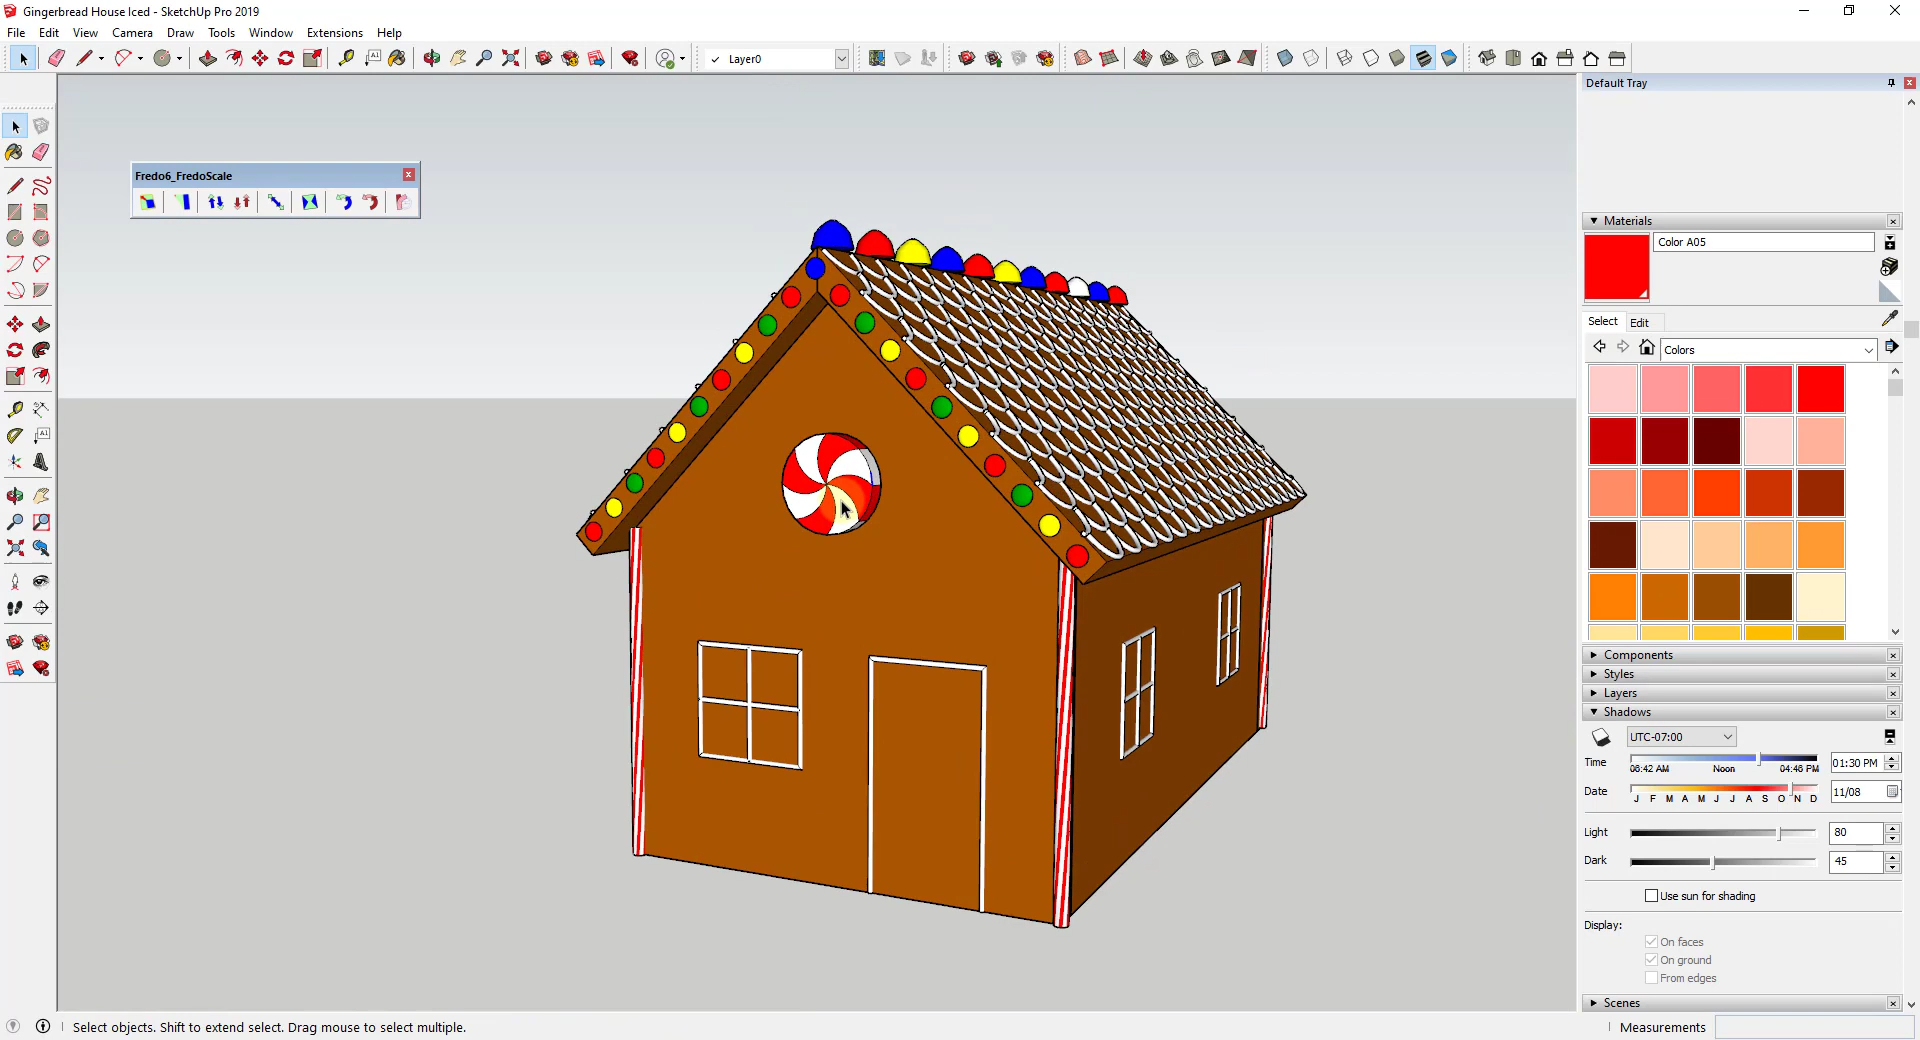 Gingerbread House Iced - SketchUp Pro 2019
File Edit View Camera Draw Tools Window Extensions Help
Layer0
Default Tray
Fredo6_FredoScale
Materials
Color A05
Select Edit
Colors
Components
Styles
Layers
Shadows
UTC-07:00
Time 06:42 AM Noon 04:46 PM 01:30 PM
Date J F M A M J J A S O N D 11/08
Light 80
Dark 45
Use sun for shading
Display:
On faces
On ground
From edges
Scenes
Select objects. Shift to extend select. Drag mouse to select multiple.
Measurements